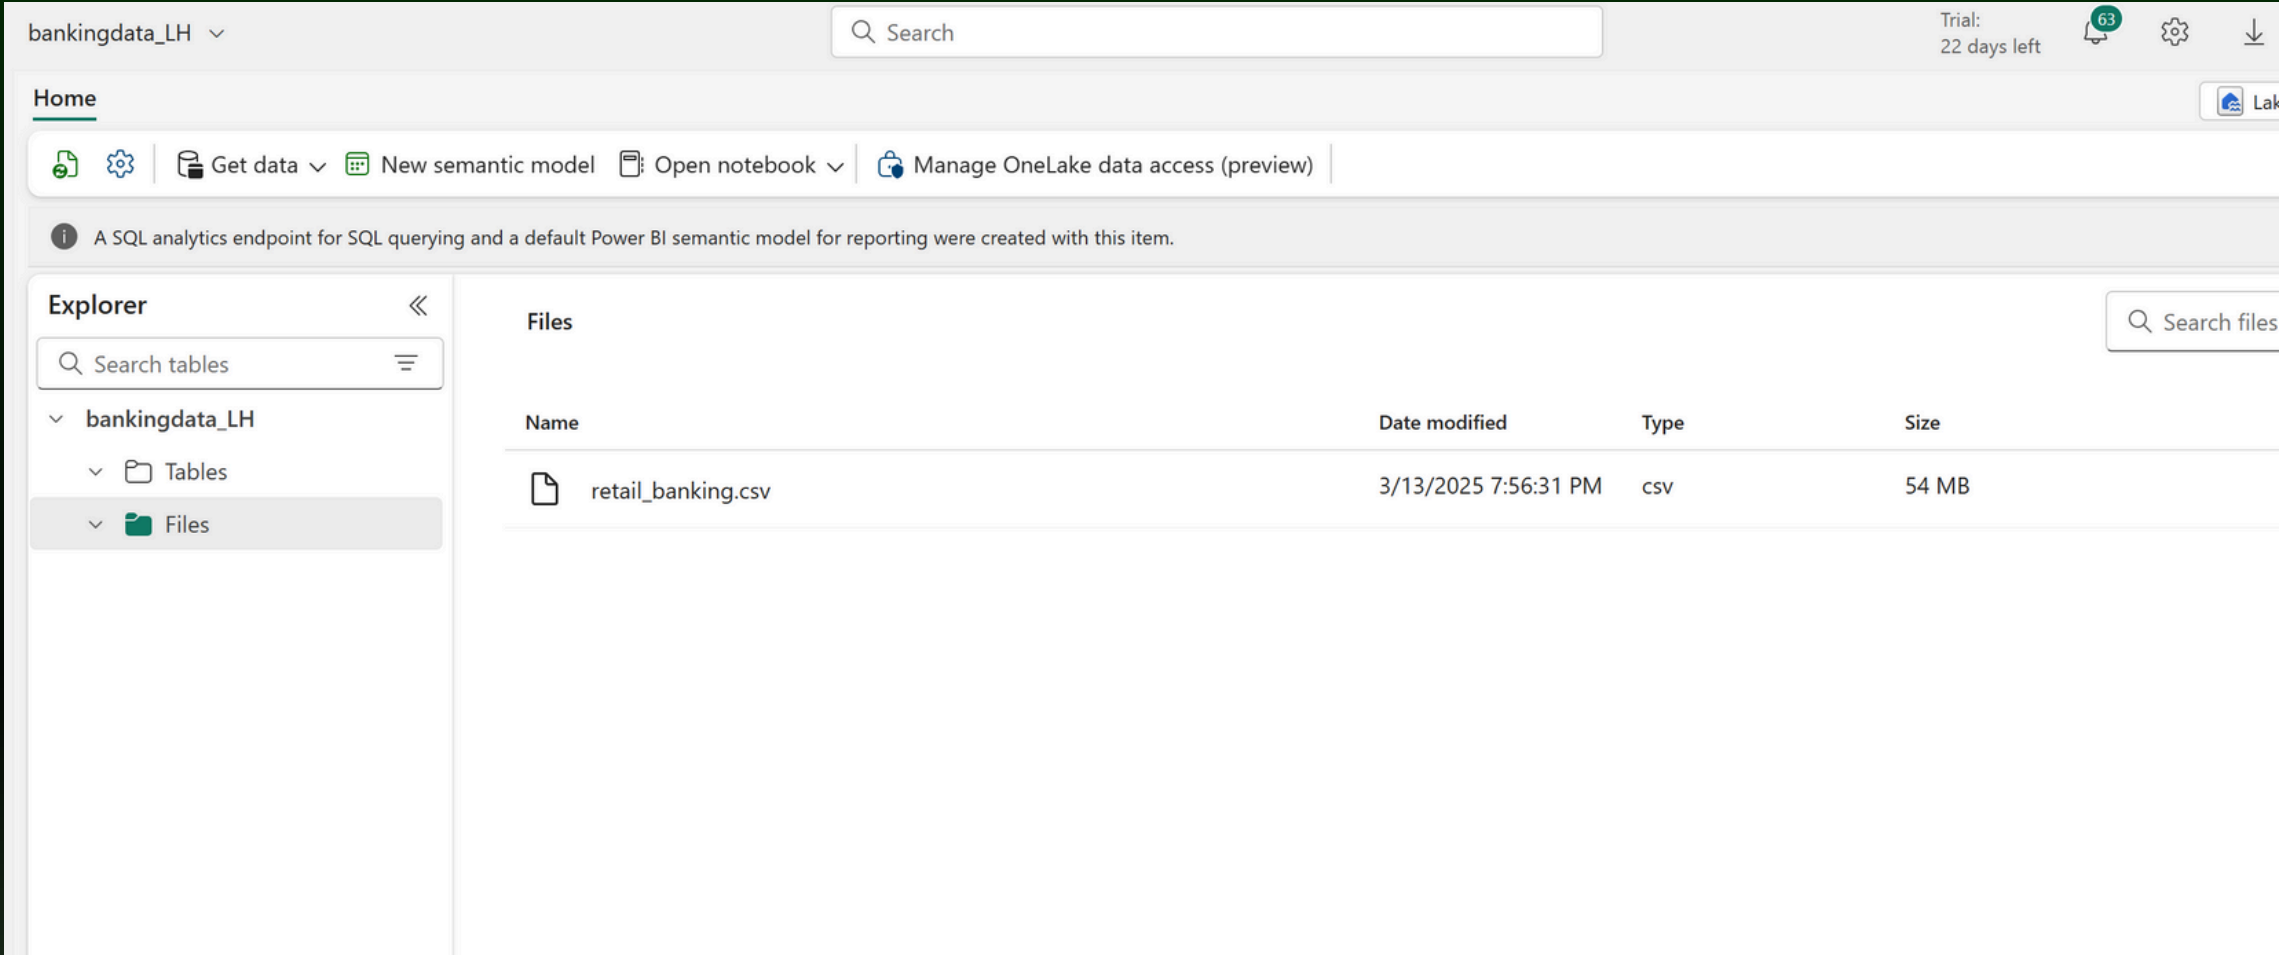 bankingdata_LH
Search
Trial:
22 days left
63
Home
Lak
Get data
New semantic model
Open notebook
Manage OneLake data access (preview)
A SQL analytics endpoint for SQL querying and a default Power BI semantic model for reporting were created with this item.
Explorer
Search tables
bankingdata_LH
Tables
Files
Files
Search files
Name
Date modified
Type
Size
retail_banking.csv
3/13/2025 7:56:31 PM
csv
54 MB